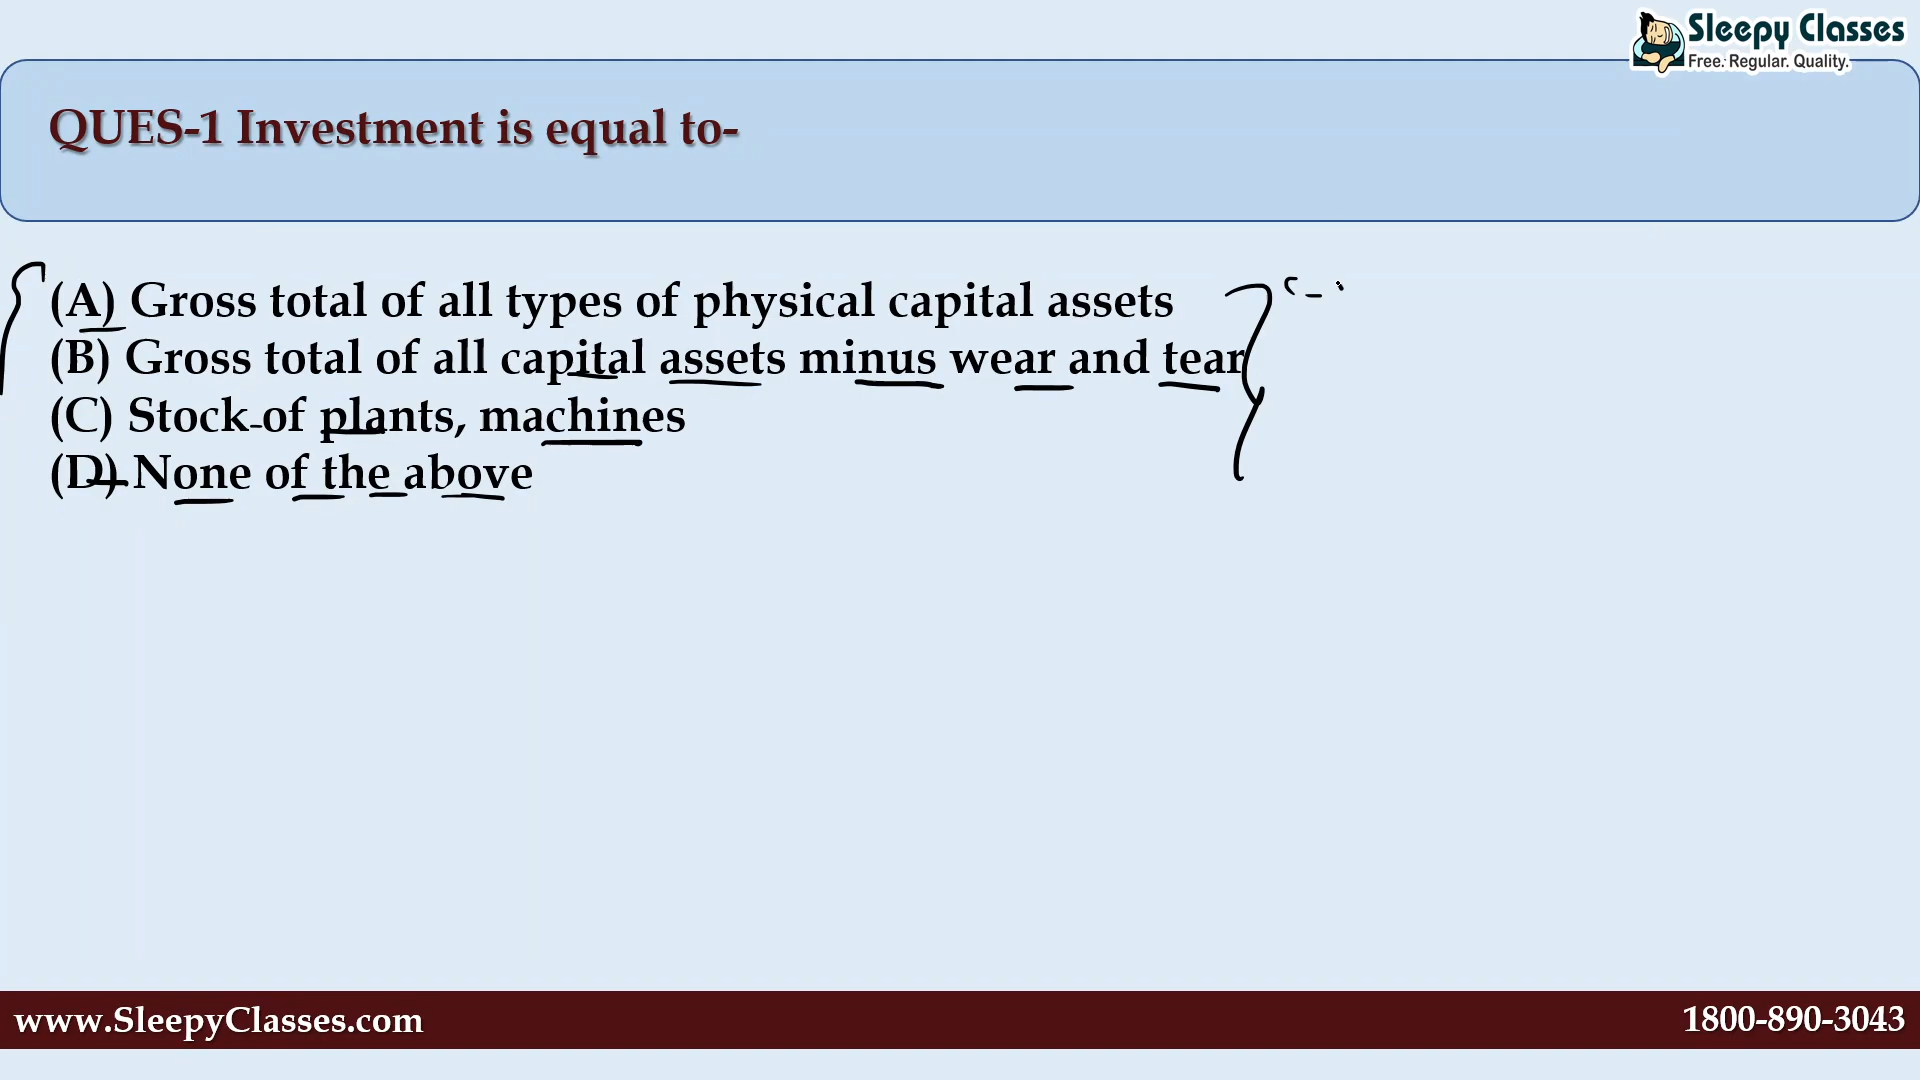 Sleepy Classes
Free. Regular. Quality.
QUES-1 Investment is equal to-
(A) Gross total of all types of physical capital assets
(B) Gross total of all capital assets minus wear and tear
(C) Stock of plants, machines
(D) None of the above
www.SleepyClasses.com
1800-890-3043